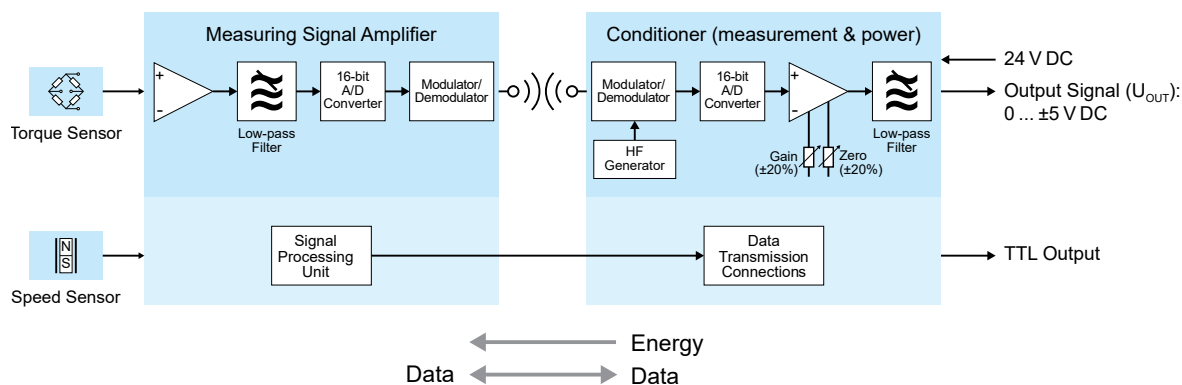 Measuring Signal Amplifier
Conditioner (measurement & power)
Torque Sensor
+
-
Low-pass
Filter
16-bit
A/D
Converter
Modulator/
Demodulator
Modulator/
Demodulator
HF
Generator
16-bit
A/D
Converter
+
-
Gain
(±20%)
Zero
(±20%)
Low-pass
Filter
24 V DC
Output Signal (U_OUT):
0 ... ±5 V DC
N
S
Speed Sensor
Signal
Processing
Unit
Data
Transmission
Connections
TTL Output
Energy
Data
Data